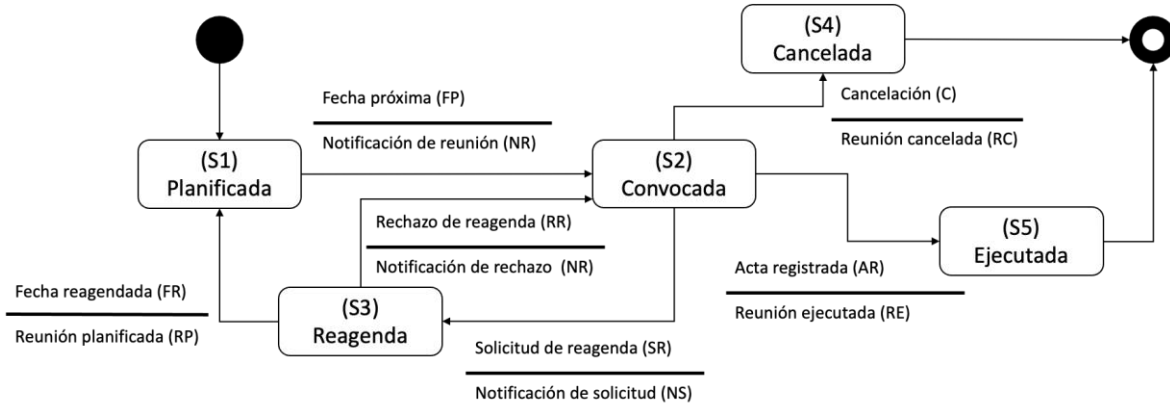 (S4)
Cancelada
Fecha próxima (FP)
Notificación de reunión (NR)
Cancelación (C)
Reunión cancelada (RC)
(S1)
Planificada
(S2)
Convocada
Rechazo de reagenda (RR)
Notificación de rechazo (NR)
(S5)
Ejecutada
Acta registrada (AR)
Reunión ejecutada (RE)
Fecha reagendada (FR)
Reunión planificada (RP)
(S3)
Reagenda
Solicitud de reagenda (SR)
Notificación de solicitud (NS)